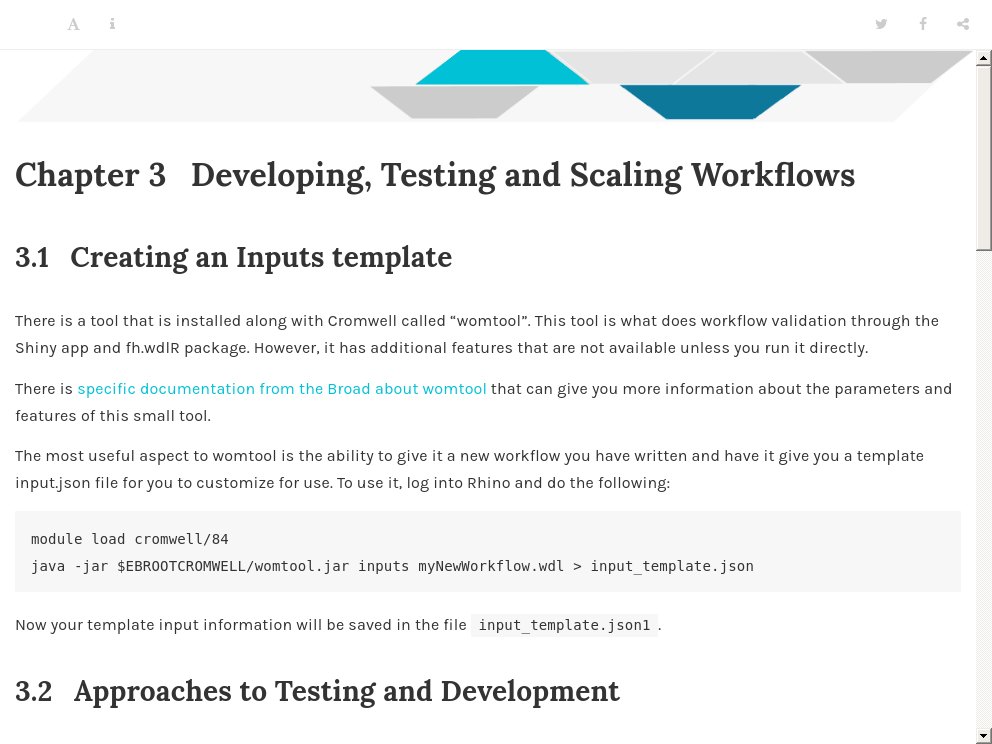 Chapter 3 Developing, Testing and Scaling Workflows
3.1 Creating an Inputs template
There is a tool that is installed along with Cromwell called “womtool”. This tool is what does workflow validation through the
Shiny app and fh.wdlR package. However, it has additional features that are not available unless you run it directly.
There is specific documentation from the Broad about womtool that can give you more information about the parameters and
features of this small tool.
The most useful aspect to womtool is the ability to give it a new workflow you have written and have it give you a template
input.json file for you to customize for use. To use it, log into Rhino and do the following:
module load cromwell/84
java -jar $EBROOTCROMWELL/womtool.jar inputs myNewWorkflow.wdl > input_template.json
Now your template input information will be saved in the file input_template.json1 .
3.2 Approaches to Testing and Development